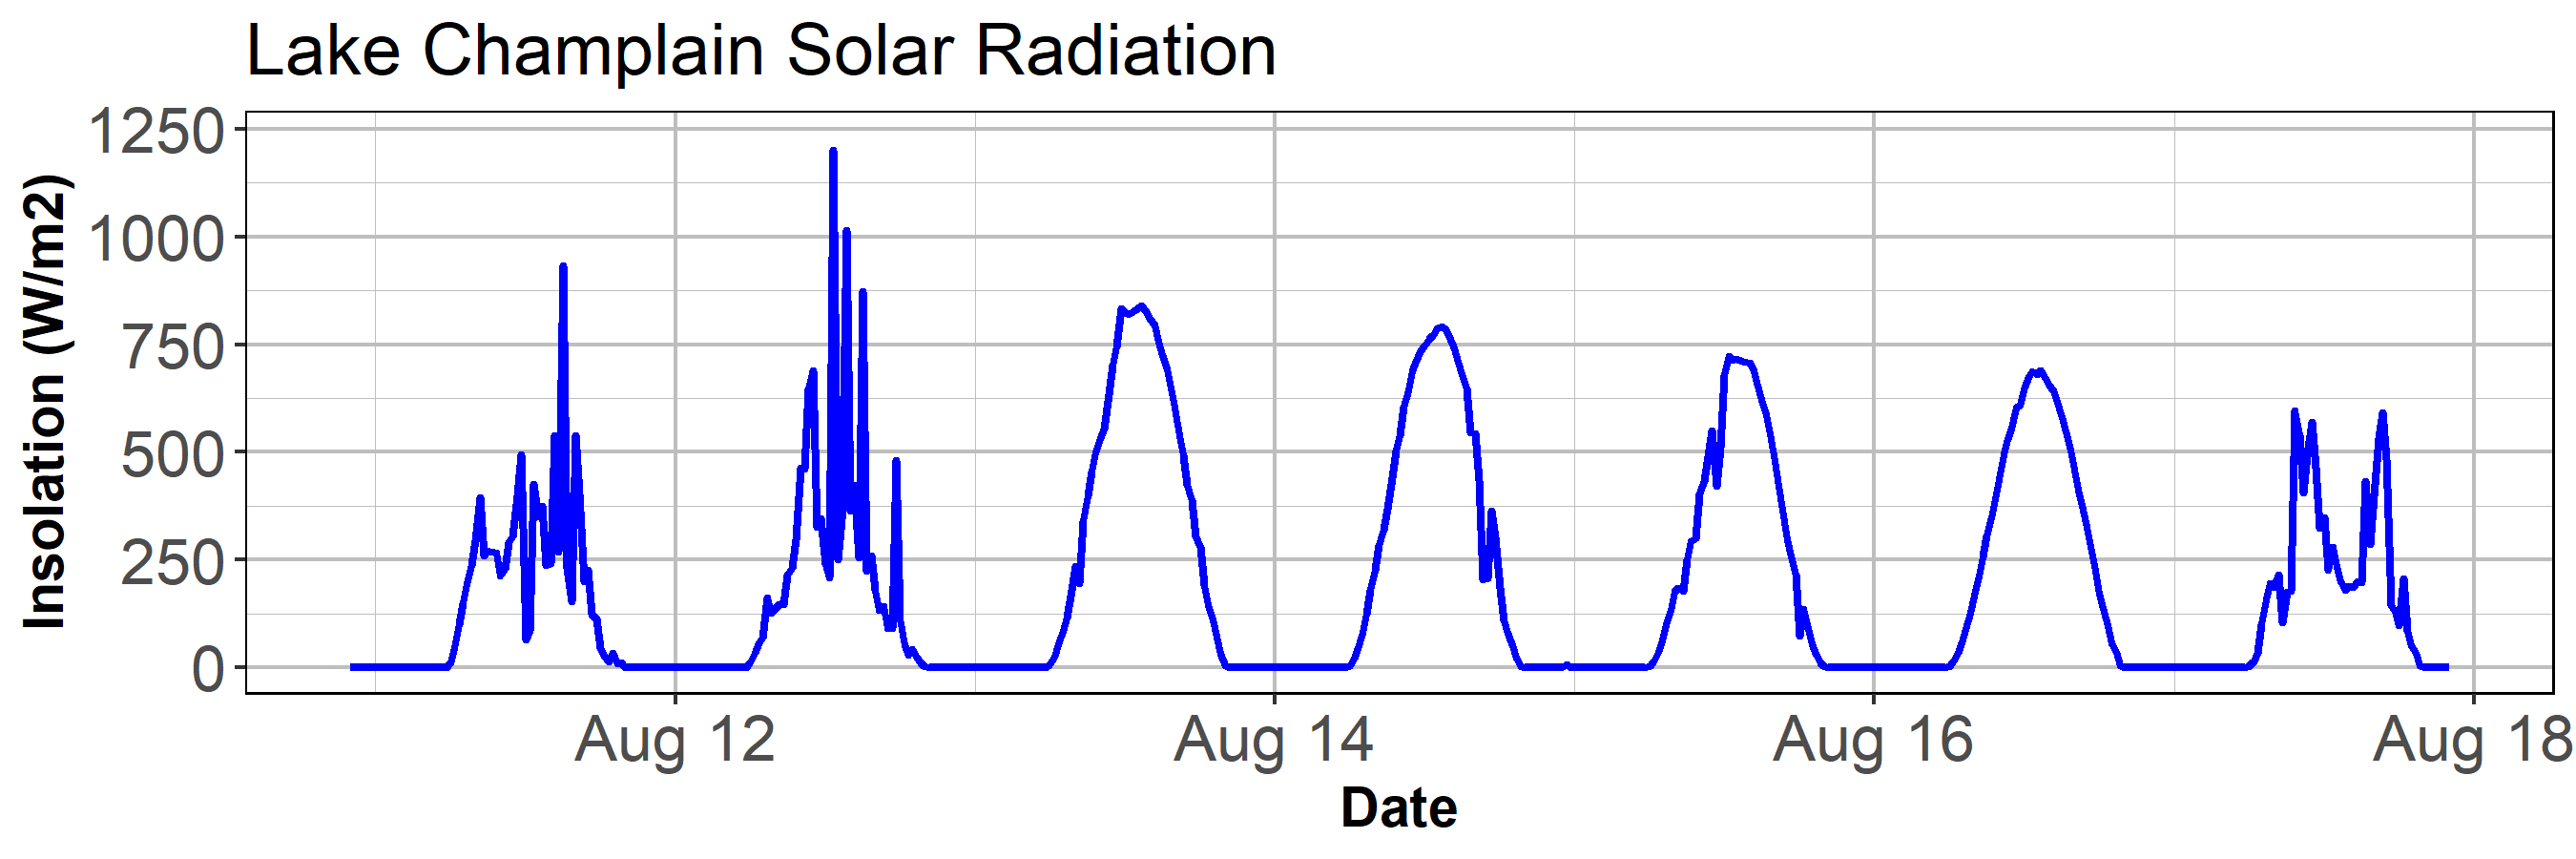 Lake Champlain Solar Radiation
Insolation (W/m2)
1250
1000
750
500
250
0
Aug 12 Aug 14 Aug 16 Aug 18
Date